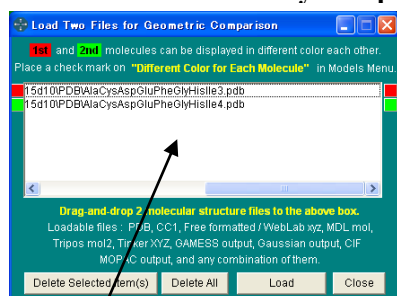 Load Two Files for Geometric Comparison
1st and 2nd molecules can be displayed in different color each other.
Place a check mark on "Different Color for Each Molecule" in Models Menu.
15d10\PDB\AlaCysAspGluPheGlyHisIle3.pdb
15d10\PDB\AlaCysAspGluPheGlyHisIle4.pdb
Drag-and-drop 2 molecular structure files to the above box.
Loadable files : PDB, CC1, Free formatted / WebLab xyz, MDL mol,
Tripos mol2, Tinker XYZ, GAMESS output, Gaussian output, CIF
MOPAC output, and any combination of them.
Delete Selected Item(s) Delete All Load Close